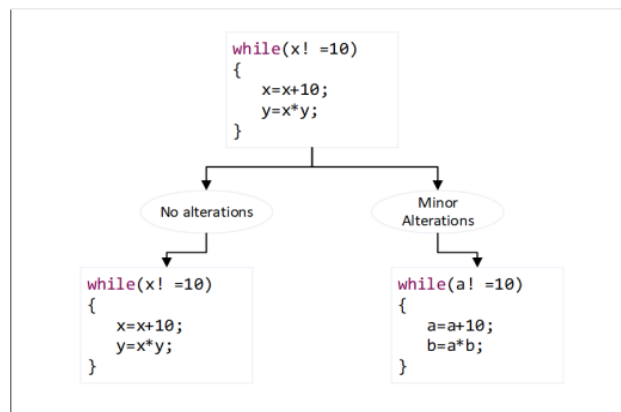 while(x! =10)
{
x=x+10;
y=x*y;
}
No alterations
Minor
Alterations
while(x! =10)
{
x=x+10;
y=x*y;
}
while(a! =10)
{
a=a+10;
b=a*b;
}